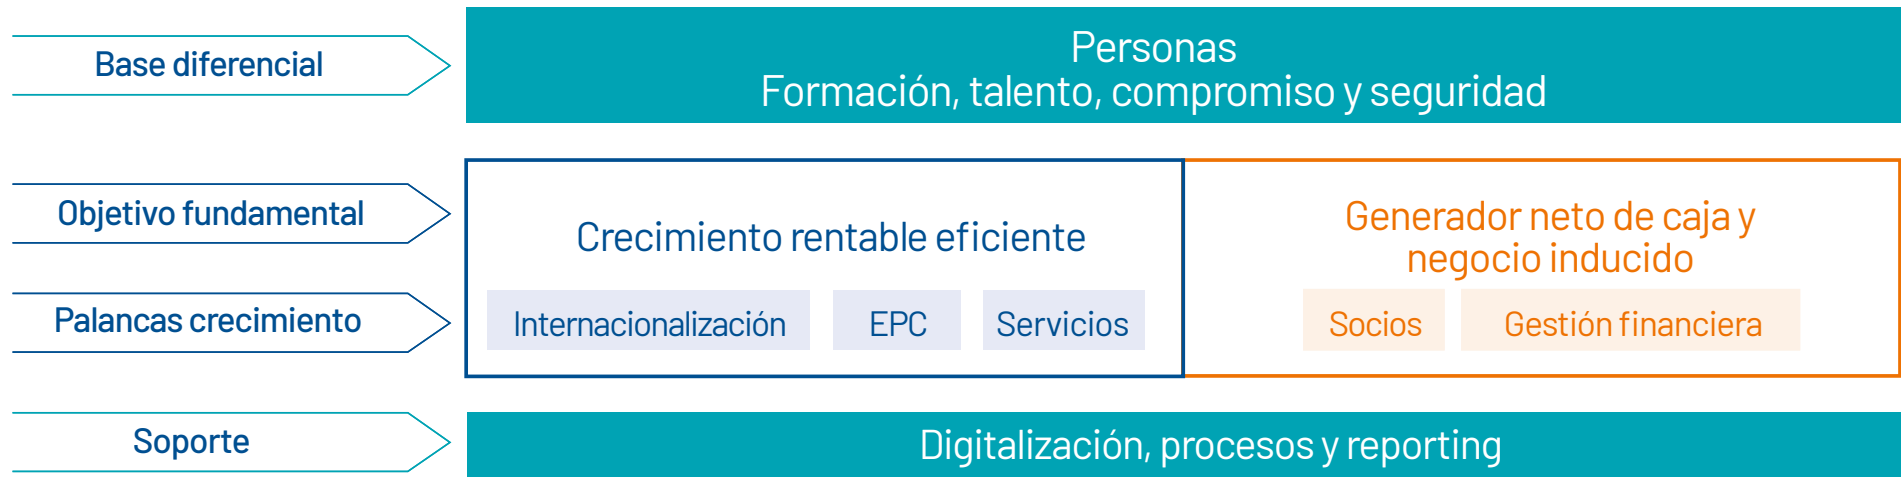 Base diferencial
Personas
Formación, talento, compromiso y seguridad
Objetivo fundamental
Crecimiento rentable eficiente
Generador neto de caja y
negocio inducido
Palancas crecimiento
Internacionalización
EPC
Servicios
Socios
Gestión financiera
Soporte
Digitalización, procesos y reporting